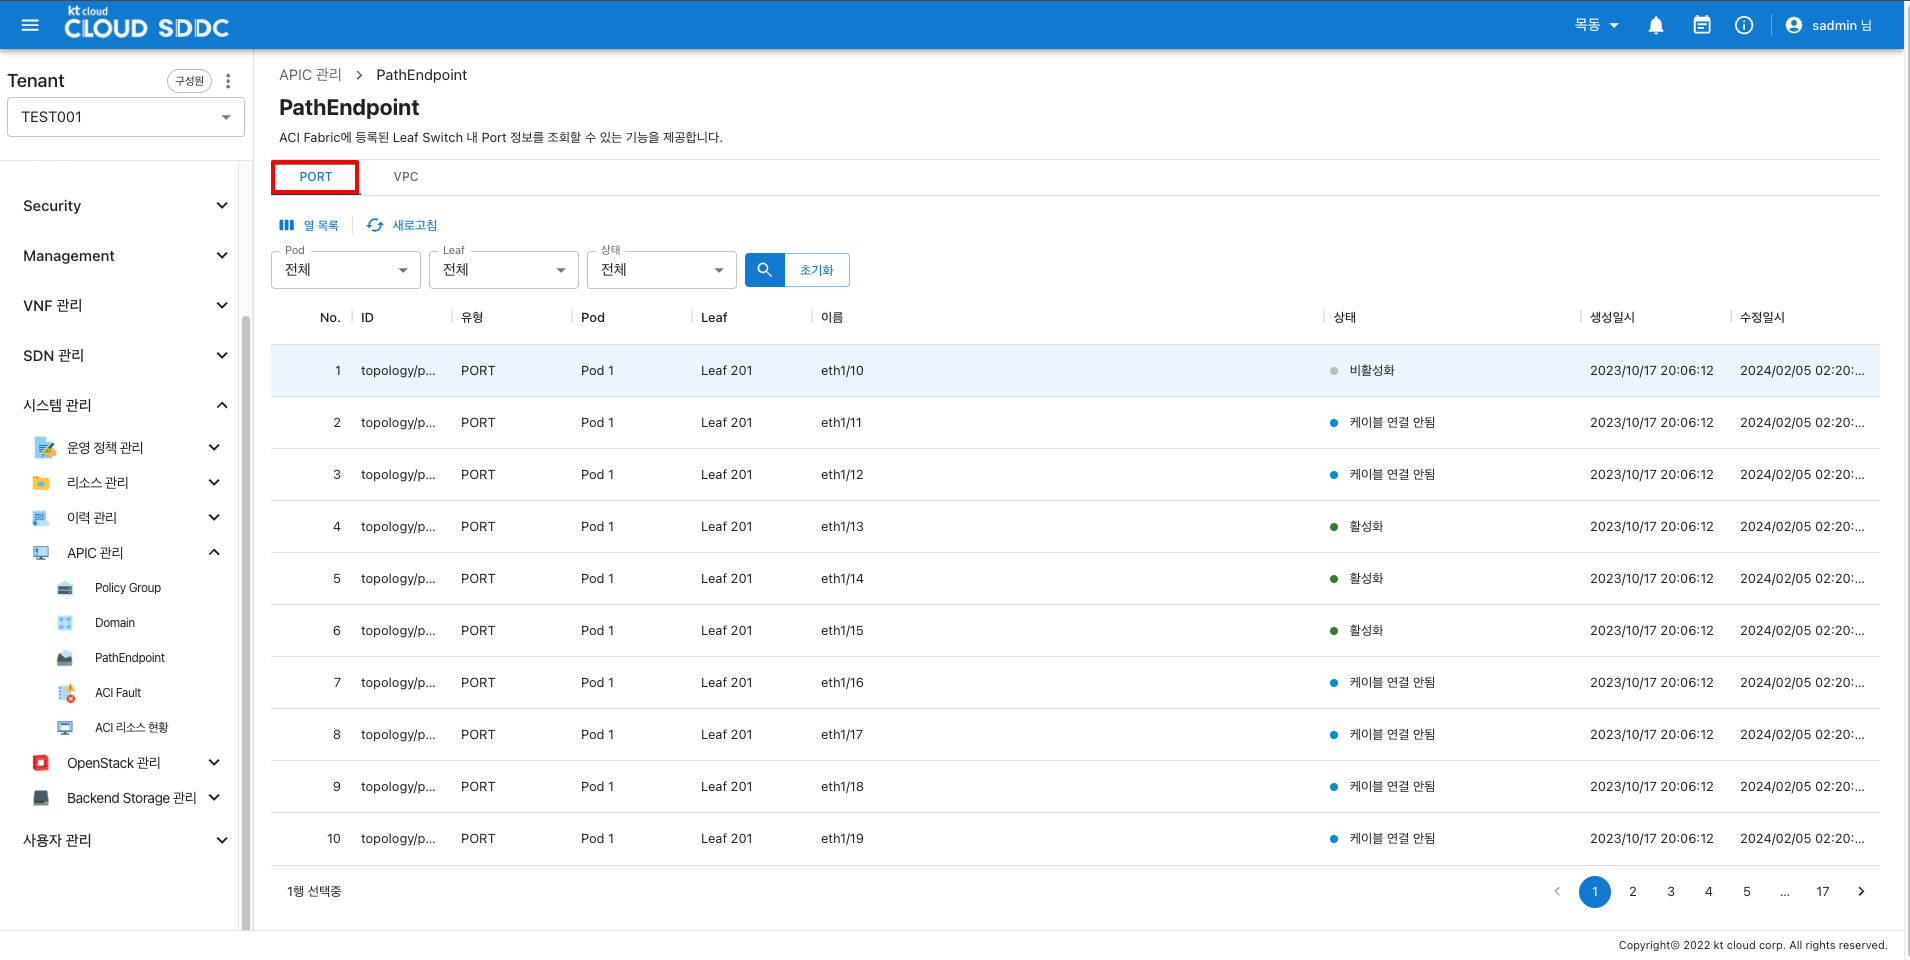 kt cloud
CLOUD SDDC
목동
sadmin 님
Tenant
구성원
TEST001
Security
Management
VNF 관리
SDN 관리
시스템 관리
운영 정책 관리
리소스 관리
이력 관리
APIC 관리
Policy Group
Domain
PathEndpoint
ACI Fault
ACI 리소스 현황
OpenStack 관리
Backend Storage 관리
사용자 관리
APIC 관리 > PathEndpoint
PathEndpoint
ACI Fabric에 등록된 Leaf Switch 내 Port 정보를 조회할 수 있는 기능을 제공합니다.
PORT VPC
열 목록 새로고침
Pod Leaf 상태
전체 전체 전체 초기화
No. ID 유형 Pod Leaf 이름 상태 생성일시 수정일시
1 topology/p... PORT Pod 1 Leaf 201 eth1/10 비활성화 2023/10/17 20:06:12 2024/02/05 02:20:...
2 topology/p... PORT Pod 1 Leaf 201 eth1/11 케이블 연결 안됨 2023/10/17 20:06:12 2024/02/05 02:20:...
3 topology/p... PORT Pod 1 Leaf 201 eth1/12 케이블 연결 안됨 2023/10/17 20:06:12 2024/02/05 02:20:...
4 topology/p... PORT Pod 1 Leaf 201 eth1/13 활성화 2023/10/17 20:06:12 2024/02/05 02:20:...
5 topology/p... PORT Pod 1 Leaf 201 eth1/14 활성화 2023/10/17 20:06:12 2024/02/05 02:20:...
6 topology/p... PORT Pod 1 Leaf 201 eth1/15 활성화 2023/10/17 20:06:12 2024/02/05 02:20:...
7 topology/p... PORT Pod 1 Leaf 201 eth1/16 케이블 연결 안됨 2023/10/17 20:06:12 2024/02/05 02:20:...
8 topology/p... PORT Pod 1 Leaf 201 eth1/17 케이블 연결 안됨 2023/10/17 20:06:12 2024/02/05 02:20:...
9 topology/p... PORT Pod 1 Leaf 201 eth1/18 케이블 연결 안됨 2023/10/17 20:06:12 2024/02/05 02:20:...
10 topology/p... PORT Pod 1 Leaf 201 eth1/19 케이블 연결 안됨 2023/10/17 20:06:12 2024/02/05 02:20:...
1행 선택중 1 2 3 4 5 ... 17
Copyright© 2022 kt cloud corp. All rights reserved.